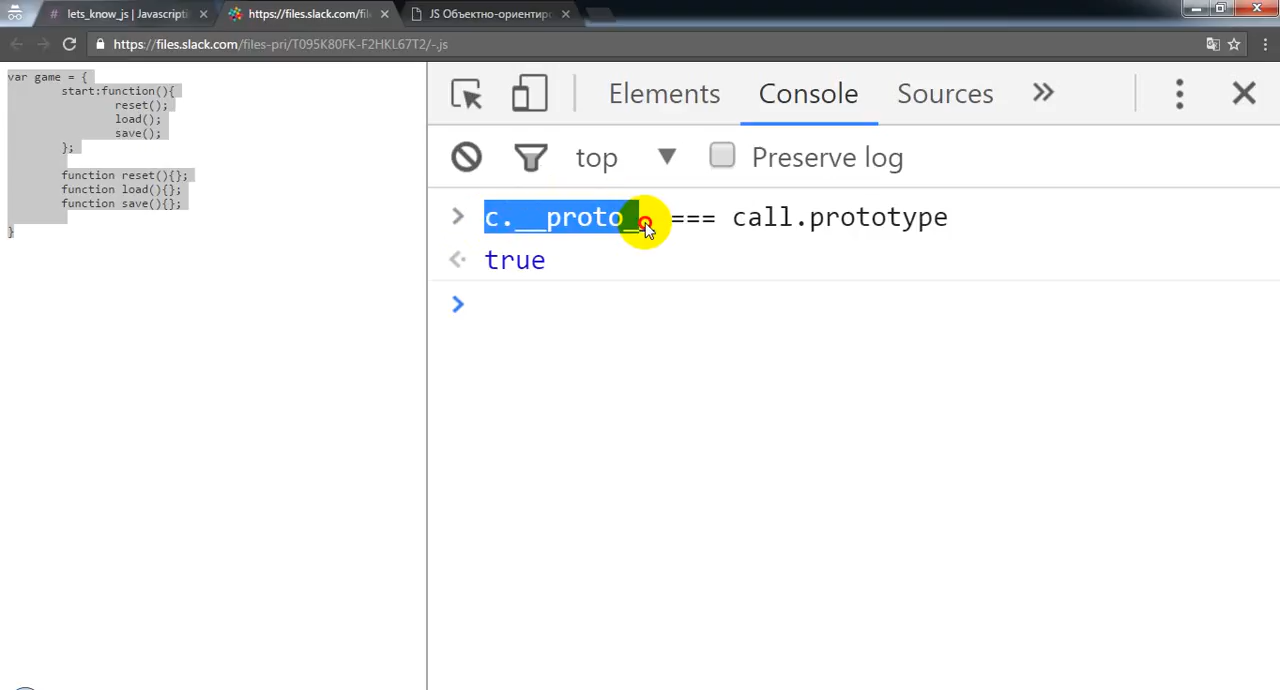 lets_know_js | Javascripti
https://files.slack.com/fil
JS Объектно-ориентиро
https://files.slack.com/files-pri/T095K80FK-F2HKL67T2/-.js
var game = {
start:function(){
reset();
load();
save();
};
function reset(){};
function load(){};
function save(){};
}
Elements Console Sources
top Preserve log
c.__proto__ === call.prototype
true